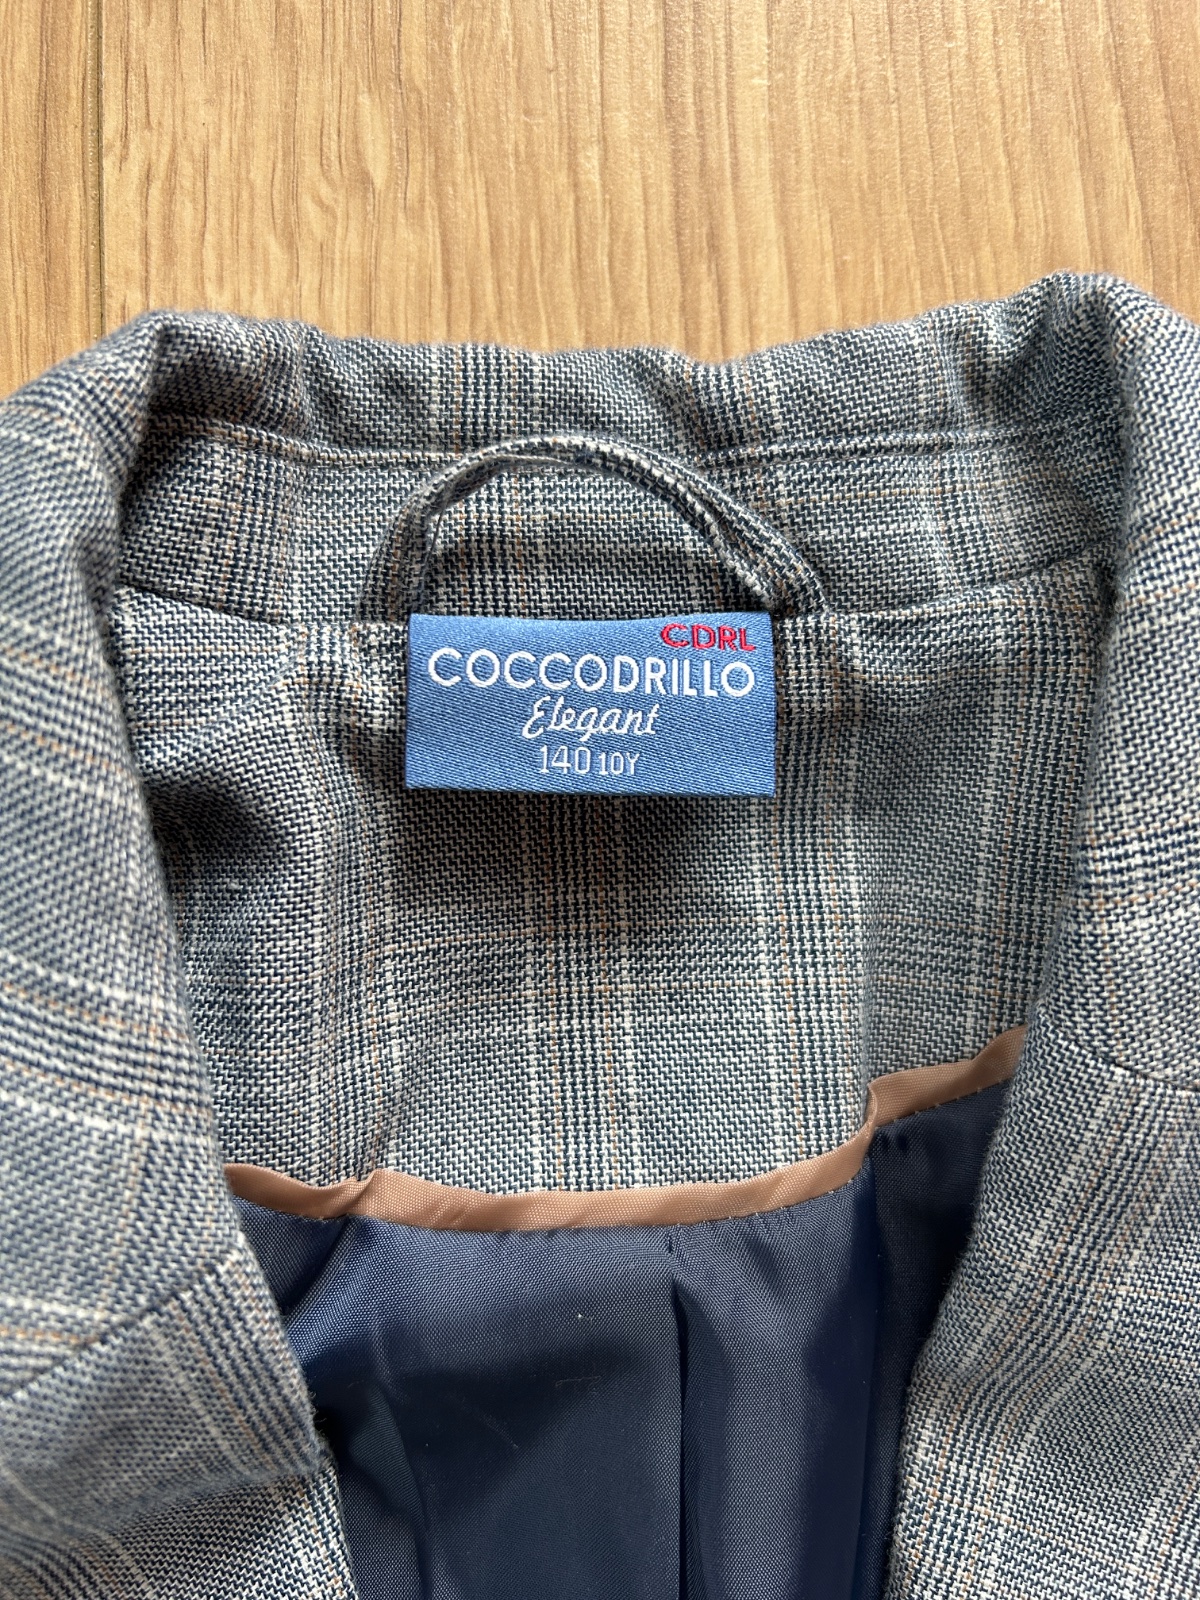 CDRL
COCCODRILLO
Elegant
140 10Y